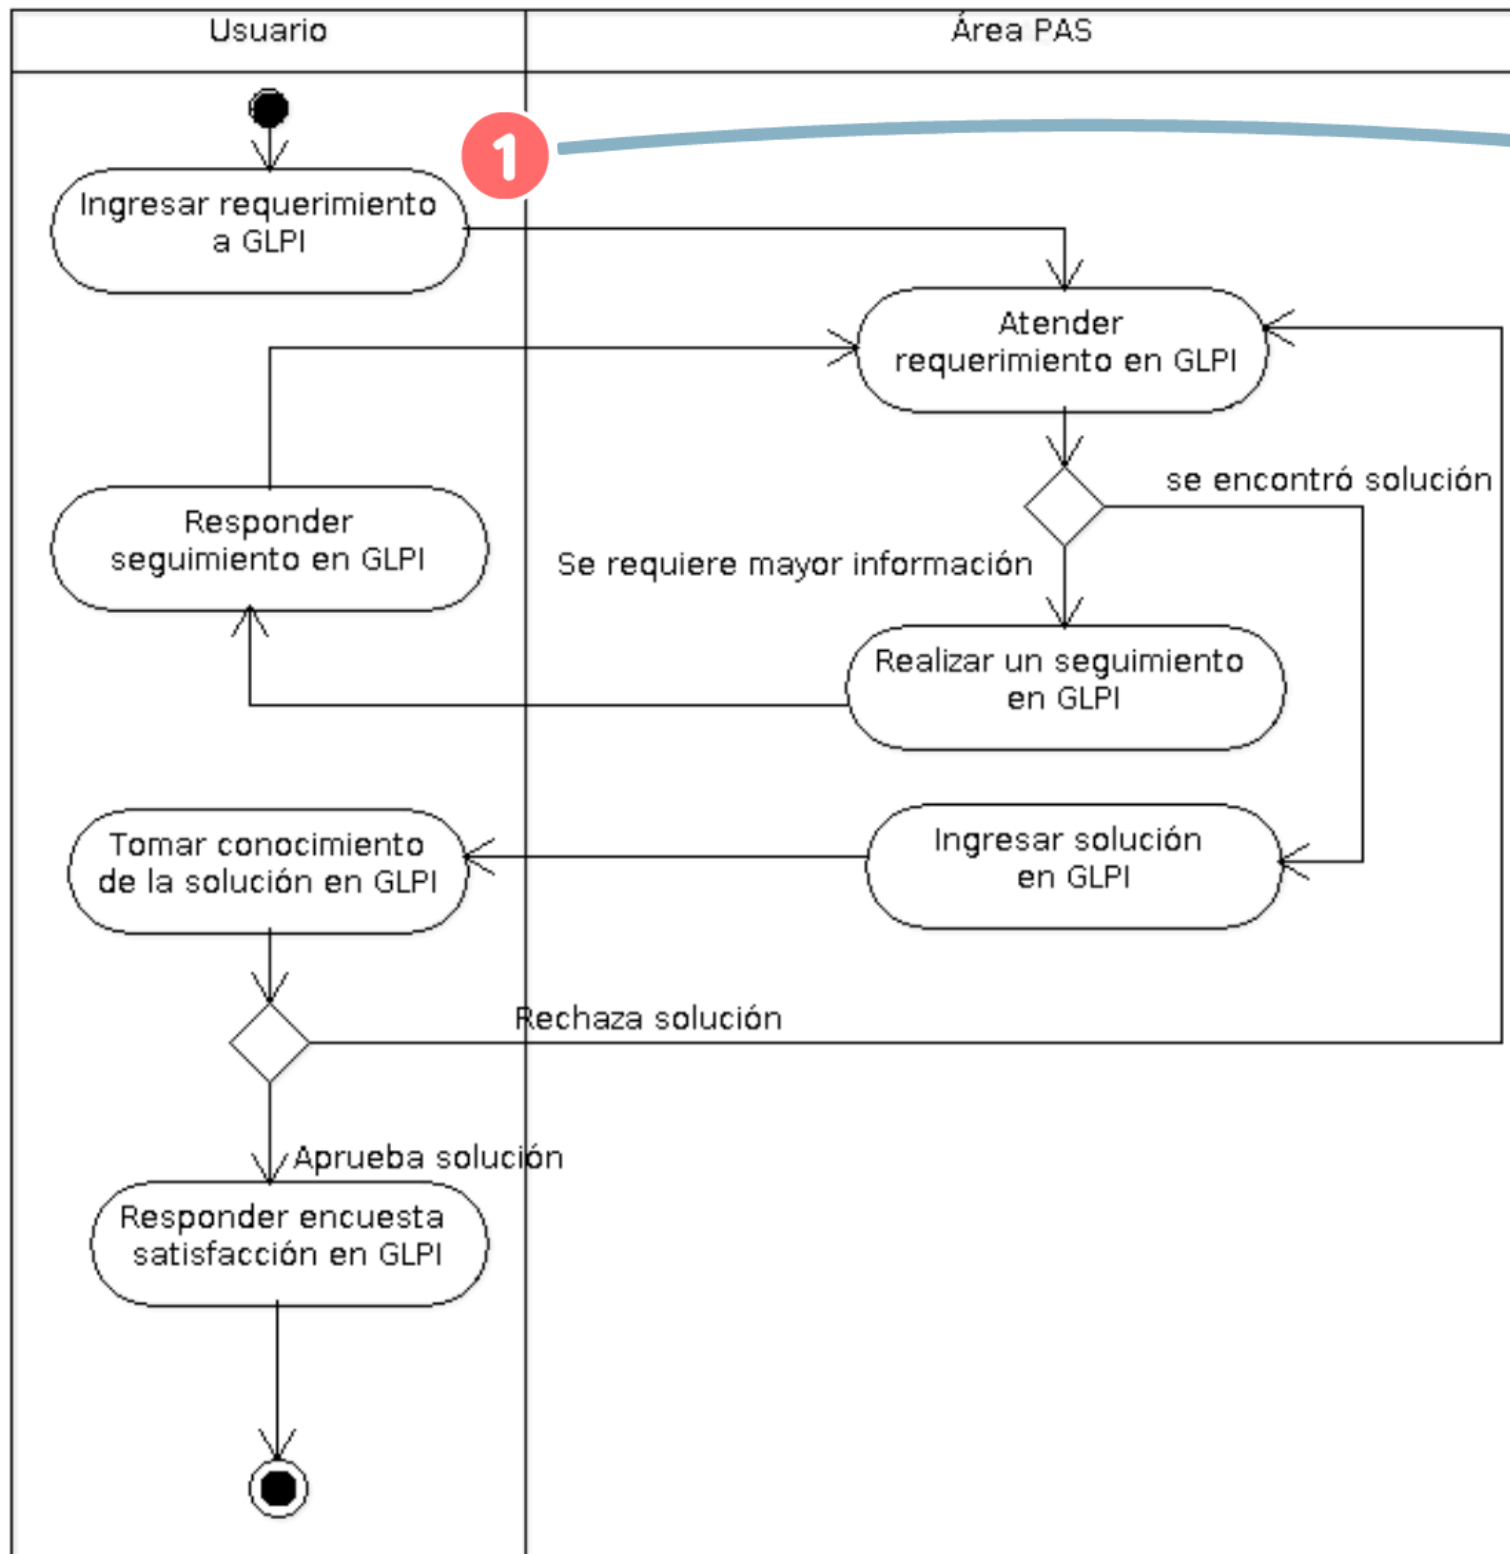 Usuario
Área PAS
1
Ingresar requerimiento
a GLPI
Atender
requerimiento en GLPI
se encontró solución
Responder
seguimiento en GLPI
Se requiere mayor información
Realizar un seguimiento
en GLPI
Tomar conocimiento
de la solución en GLPI
Ingresar solución
en GLPI
Rechaza solución
Aprueba solución
Responder encuesta
satisfacción en GLPI